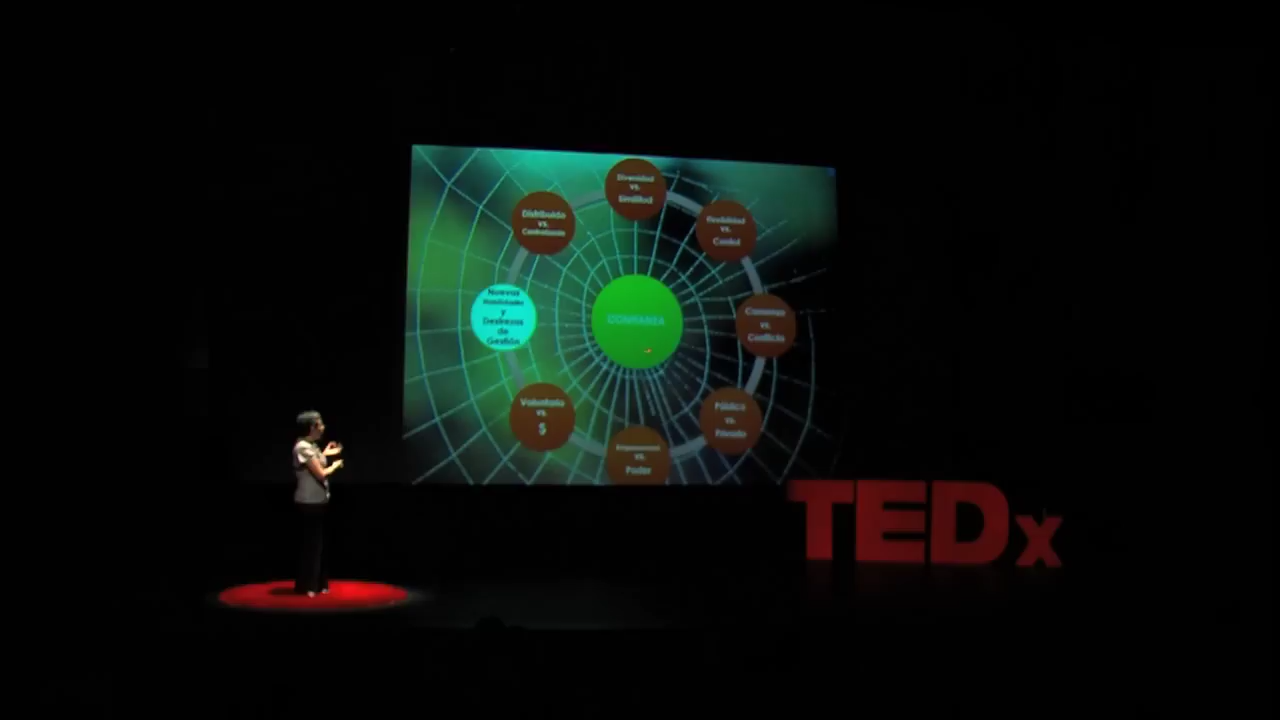 Diversidad
vs.
Similitud
Flexibilidad
vs.
Control
Consenso
vs.
Conflicto
Público
vs.
Privado
vs.
Poder
Voluntario
vs.
$
Nuevas
y
Destrezas
de
Gestión
Distribuido
vs.
CONFIANZA
TEDx